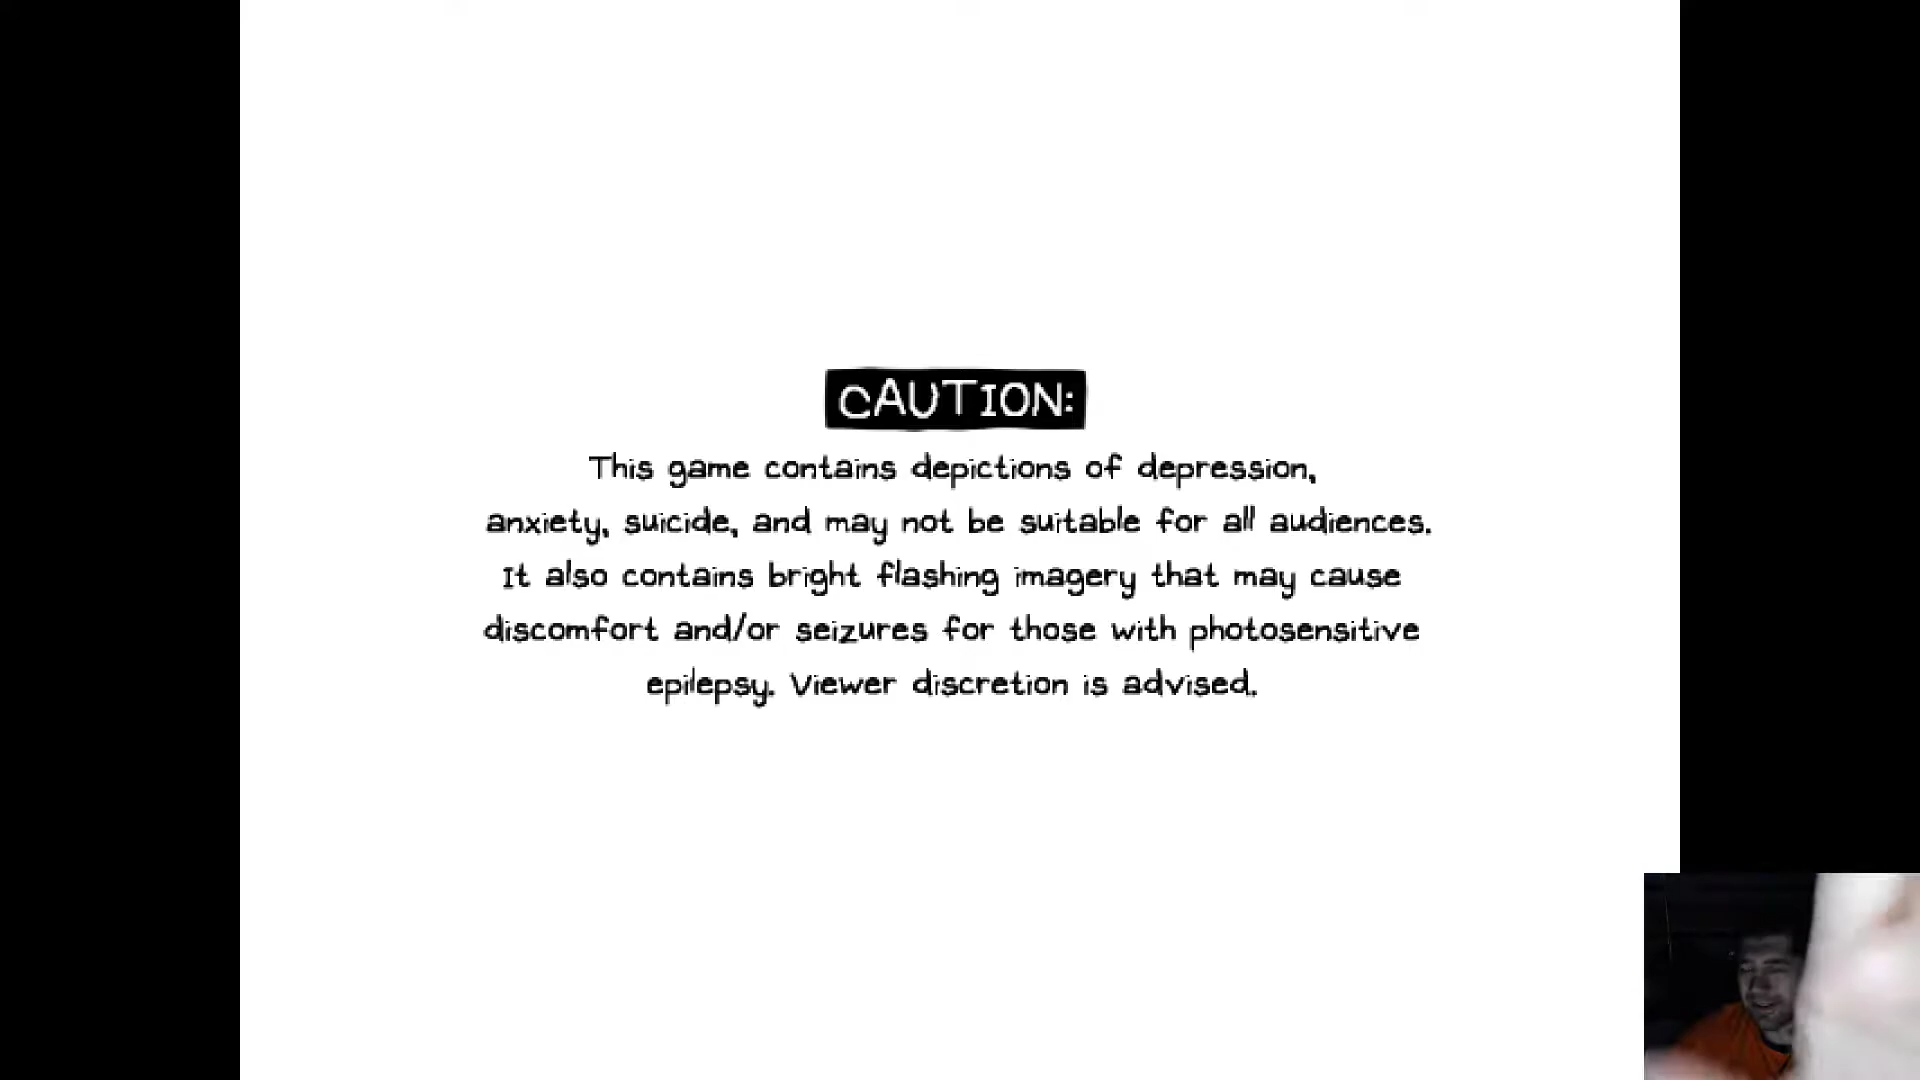 CAUTION:
This game contains depictions of depression,
anxiety, suicide, and may not be suitable for all audiences.
It also contains bright flashing imagery that may cause
discomfort and/or seizures for those with photosensitive
epilepsy. Viewer discretion is advised.